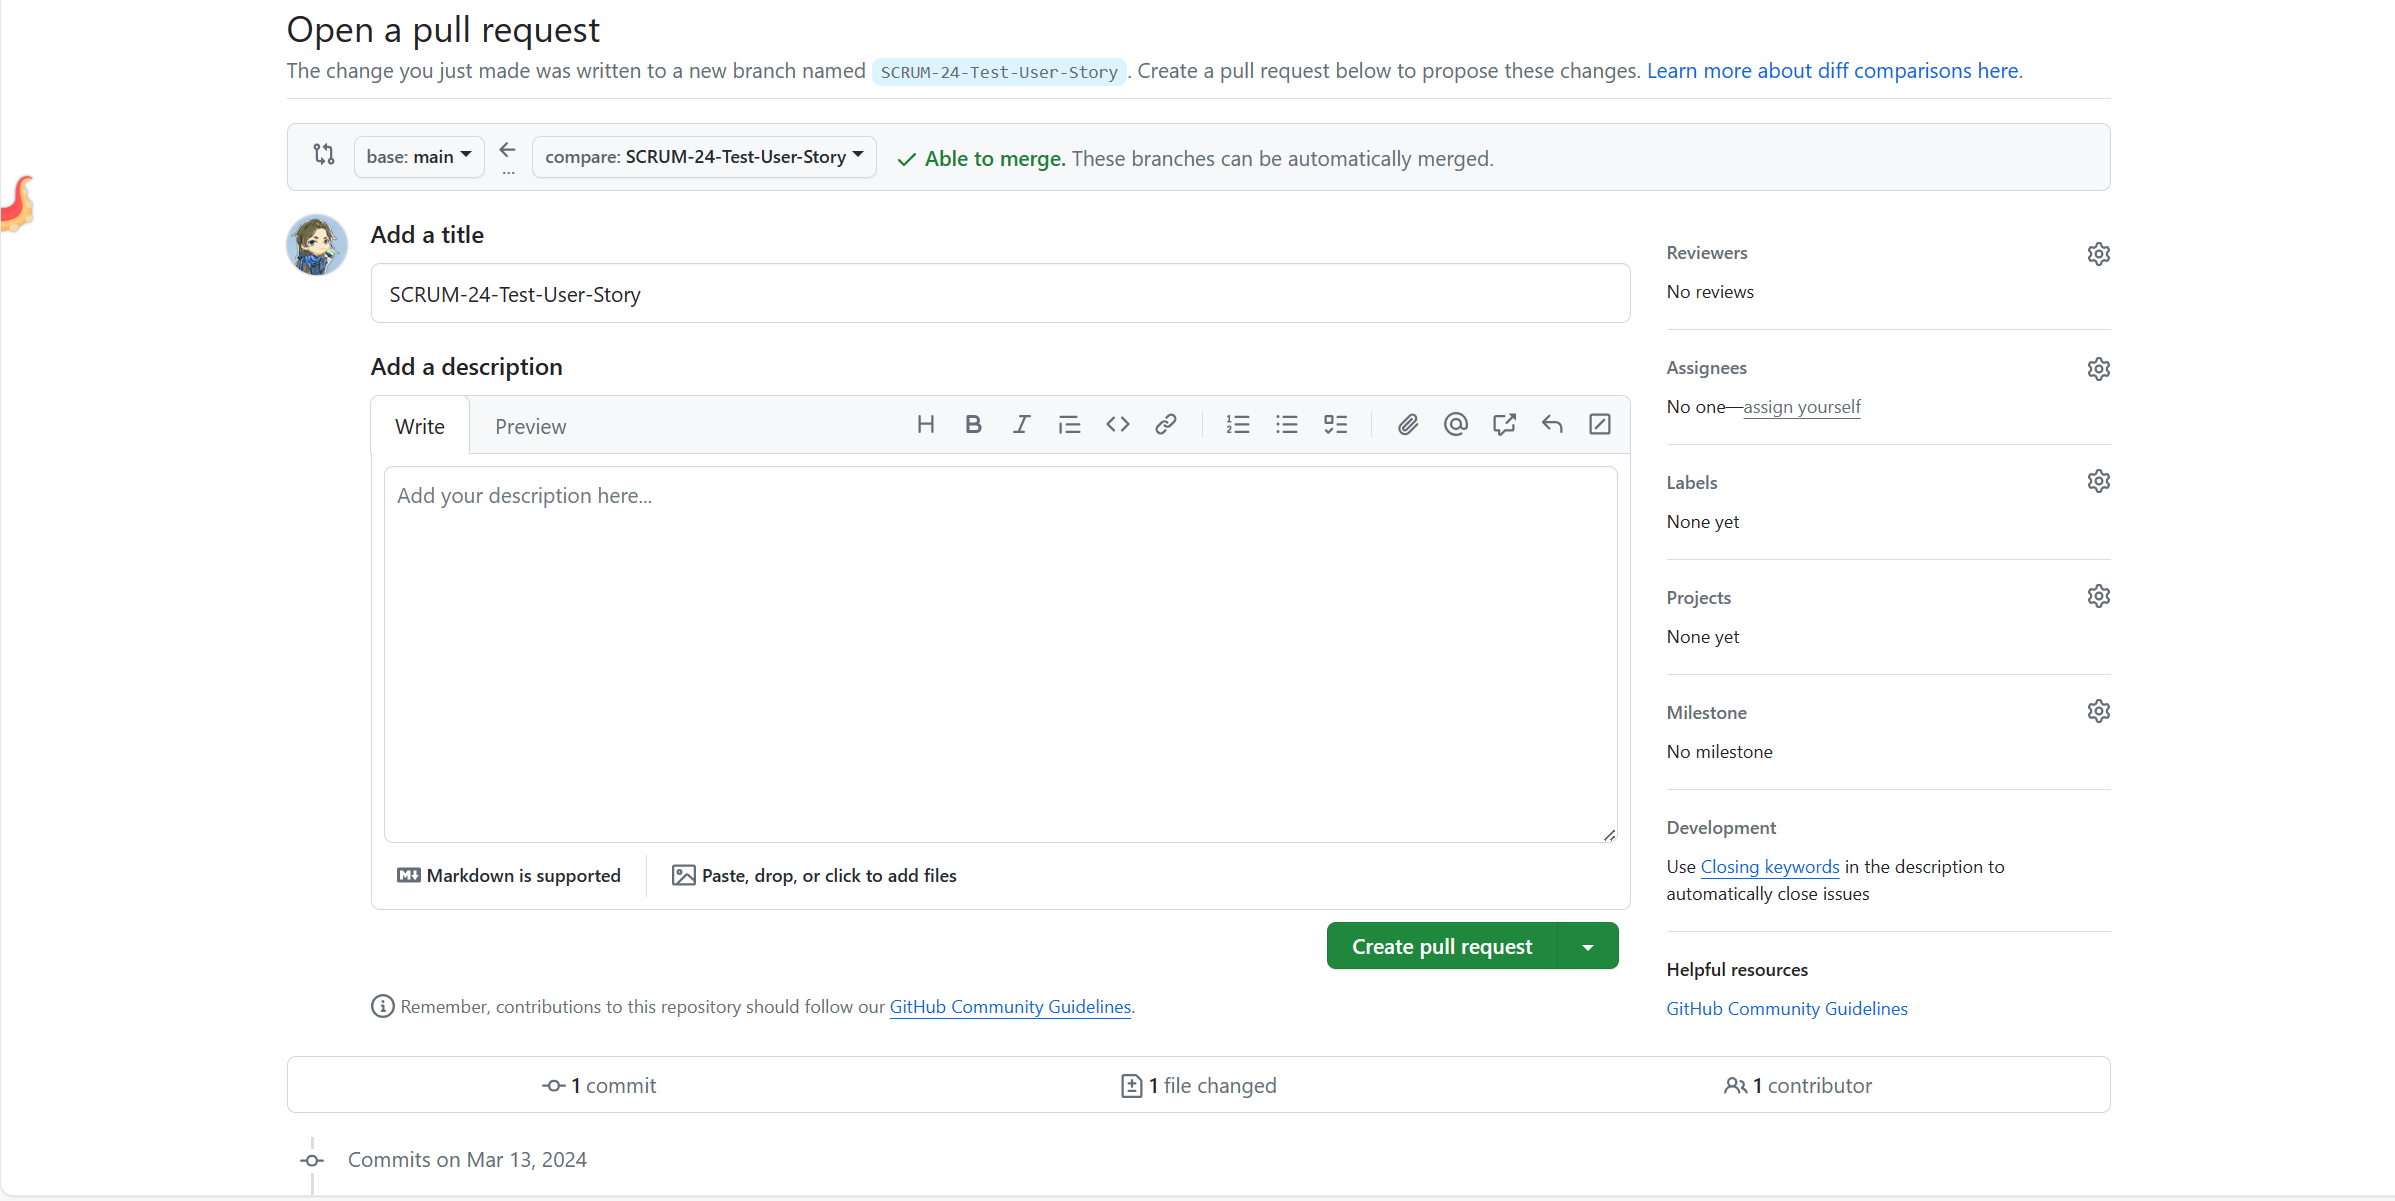 Open a pull request
The change you just made was written to a new branch named SCRUM-24-Test-User-Story. Create a pull request below to propose these changes. Learn more about diff comparisons here.
base: main
...
compare: SCRUM-24-Test-User-Story
Able to merge. These branches can be automatically merged.
Add a title
SCRUM-24-Test-User-Story
Add a description
Write
Preview
Add your description here...
Markdown is supported
Paste, drop, or click to add files
Create pull request
Remember, contributions to this repository should follow our GitHub Community Guidelines.
Reviewers
No reviews
Assignees
No one—assign yourself
Labels
None yet
Projects
None yet
Milestone
No milestone
Development
Use Closing keywords in the description to
automatically close issues
Helpful resources
GitHub Community Guidelines
1 commit
1 file changed
1 contributor
Commits on Mar 13, 2024